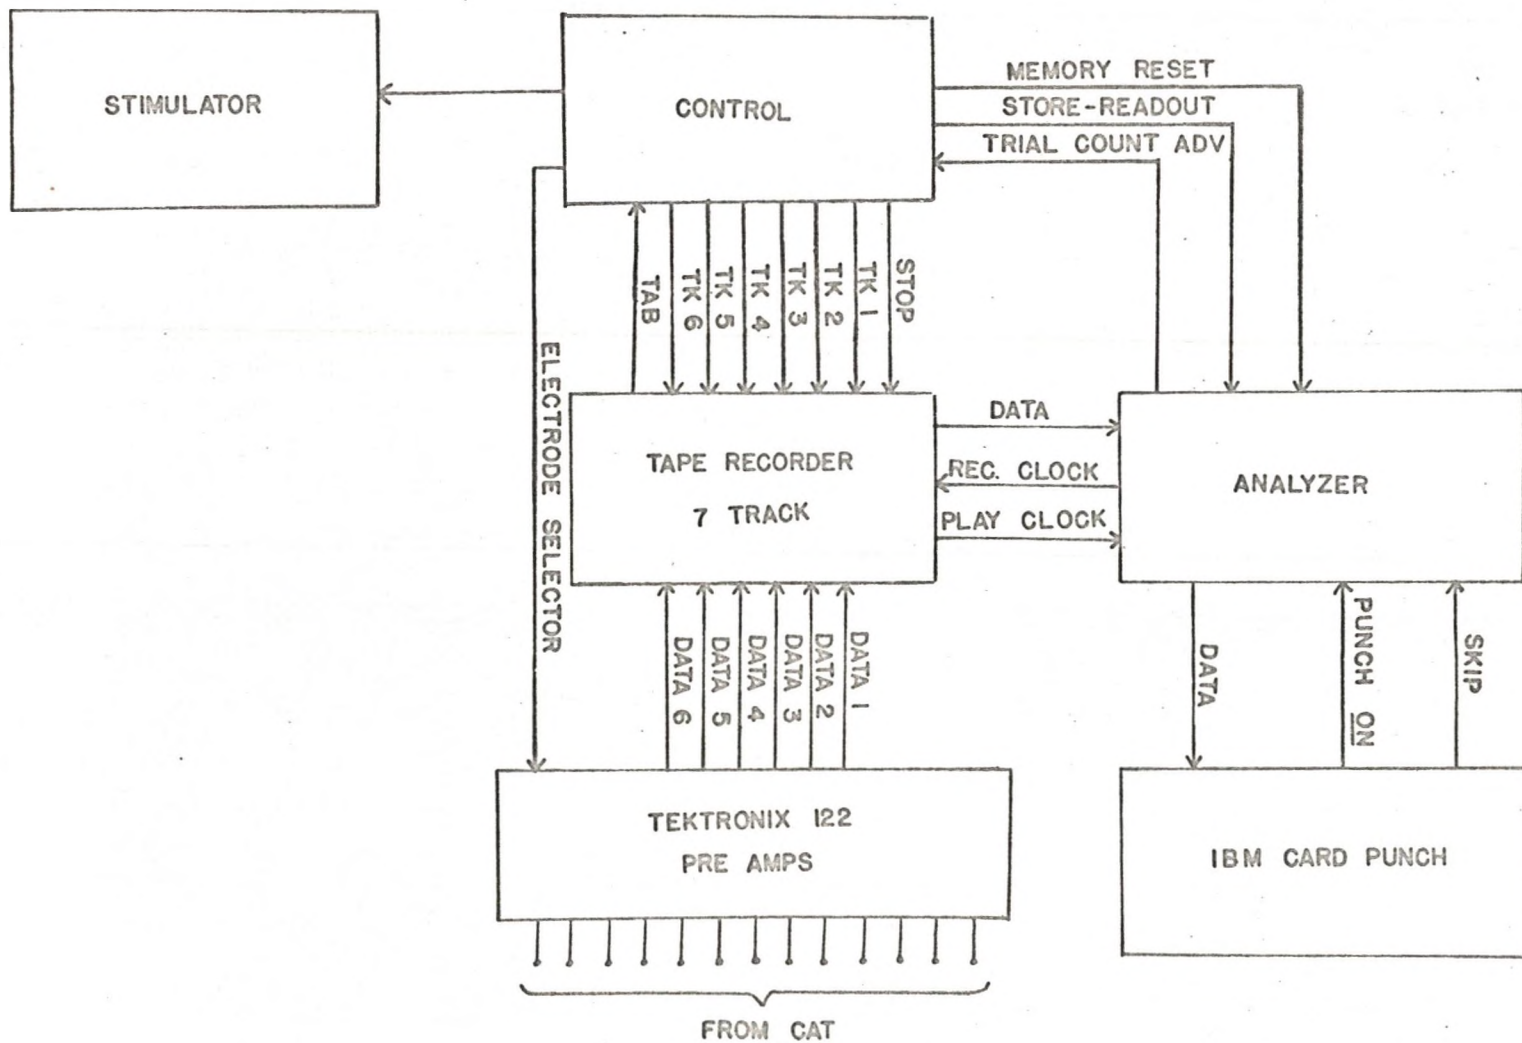 STIMULATOR
CONTROL
MEMORY RESET
STORE-READOUT
TRIAL COUNT ADV
TAB
TK 6
TK 5
TK 4
TK 3
TK 2
TK 1
STOP
ELECTRODE SELECTOR
TAPE RECORDER
7 TRACK
DATA
REC. CLOCK
PLAY CLOCK
ANALYZER
DATA 6
DATA 5
DATA 4
DATA 3
DATA 2
DATA 1
DATA
PUNCH ON
SKIP
TEKTRONIX 122
PRE AMPS
IBM CARD PUNCH
FROM CAT